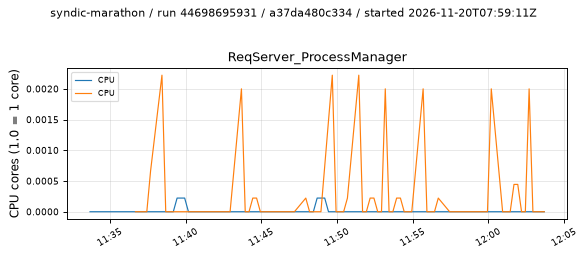 syndic-marathon / run 44698695931 / a37da480c334 / started 2026-11-20T07:59:11Z
ReqServer_ProcessManager
CPU cores (1.0 = 1 core)
0.0020
0.0015
0.0010
0.0005
0.0000
CPU
CPU
11:35
11:40
11:45
11:50
11:55
12:00
12:05